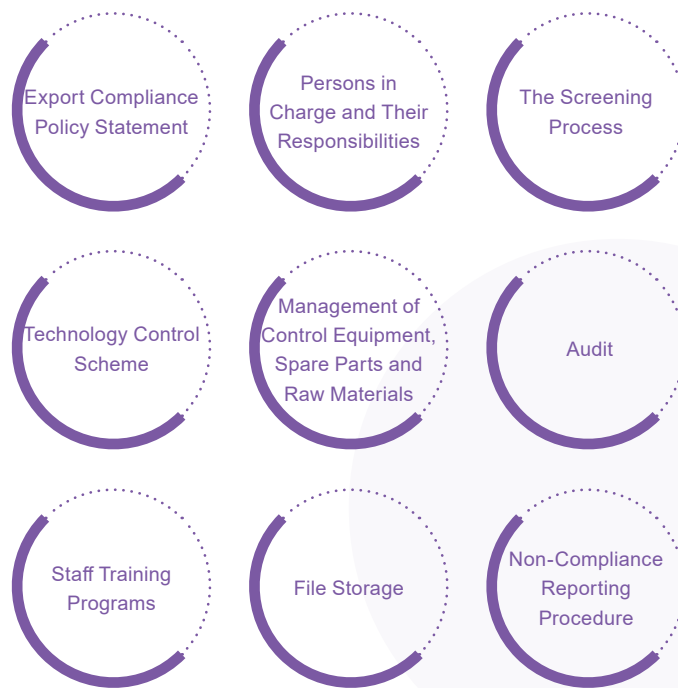 Export Compliance
Policy Statement
Persons in
Charge and Their
Responsibilities
The Screening
Process
Technology Control
Scheme
Management of
Control Equipment,
Spare Parts and
Raw Materials
Audit
Staff Training
Programs
File Storage
Non-Compliance
Reporting
Procedure